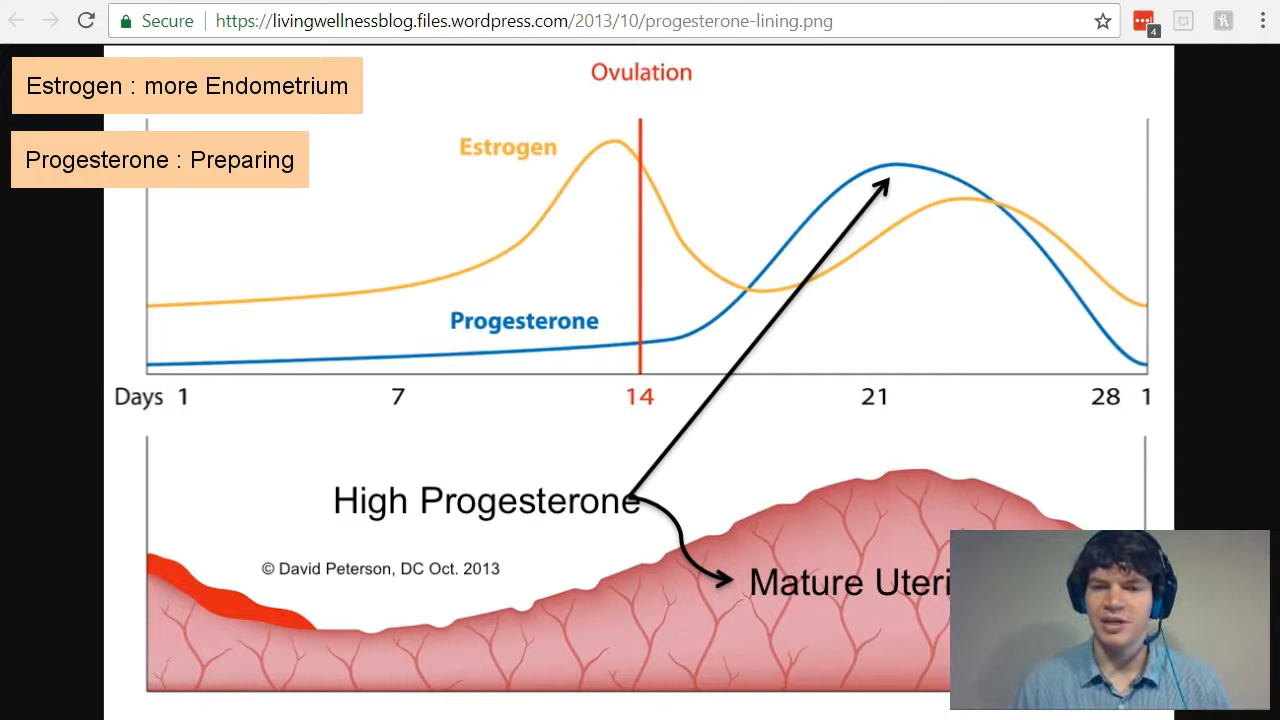 Secure
https://livingwellnessblog.files.wordpress.com/2013/10/progesterone-lining.png
4
Estrogen : more Endometrium
Progesterone : Preparing
Ovulation
Estrogen
Progesterone
Days 1 7 14 21 28 1
High Progesterone
© David Peterson, DC Oct. 2013
Mature Uteri